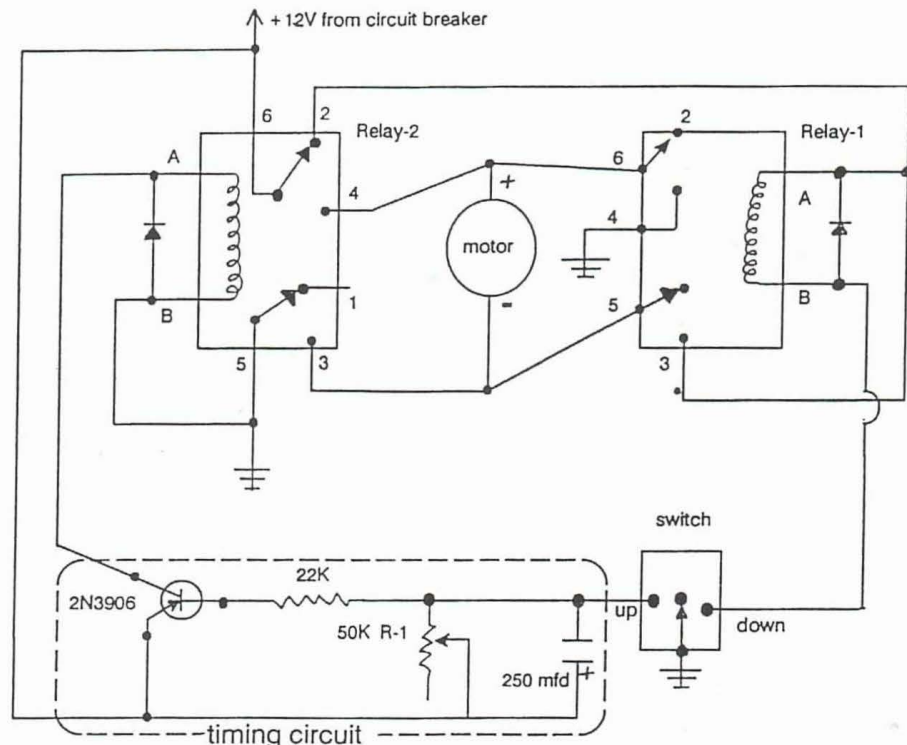 +12V from circuit breaker
6
2
Relay-2
2
Relay-1
A
4
+
6
A
motor
4
B
1
-
5
B
5
3
3
switch
22K
2N3906
up
50K R-1
down
250 mfd
+
timing circuit